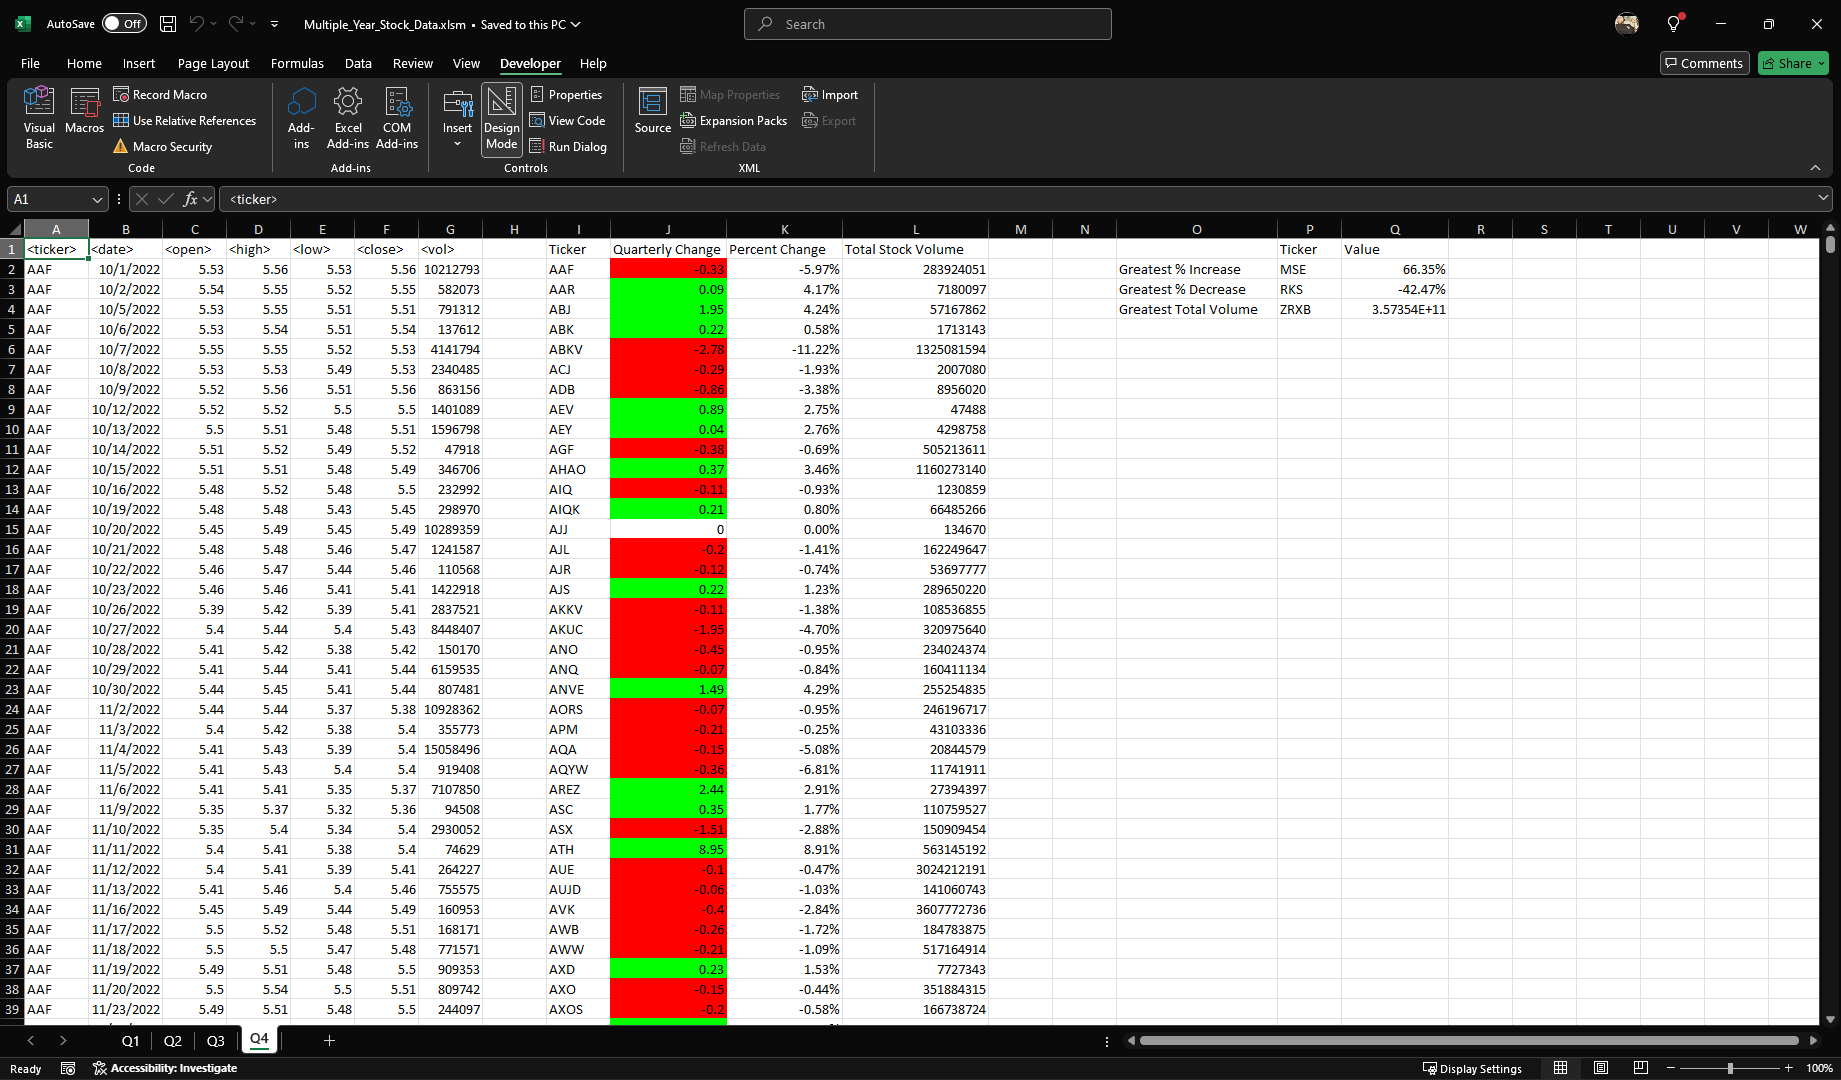 AutoSave Off Multiple_Year_Stock_Data.xlsm • Saved to this PC Search
File Home Insert Page Layout Formulas Data Review View Developer Help Comments Share
Visual Basic Macros Record Macro Use Relative References Macro Security Code
Add-ins Excel Add-ins COM Add-ins Add-ins
Insert Design Mode Properties View Code Run Dialog Controls
Source Map Properties Expansion Packs Refresh Data Import Export XML
A1 fx <ticker>
A B C D E F G H I J K L M N O P Q R S T U V W
1 <ticker> <date> <open> <high> <low> <close> <vol> Ticker Quarterly Change Percent Change Total Stock Volume Ticker Value
2 AAF 10/1/2022 5.53 5.56 5.53 5.56 10212793 AAF -0.33 -5.97% 283924051 Greatest % Increase MSE 66.35%
3 AAF 10/2/2022 5.54 5.55 5.52 5.55 582073 AAR 0.09 4.17% 7180097 Greatest % Decrease RKS -42.47%
4 AAF 10/5/2022 5.53 5.55 5.51 5.51 791312 ABJ 1.95 4.24% 57167862 Greatest Total Volume ZRXB 3.57354E+11
5 AAF 10/6/2022 5.53 5.54 5.51 5.54 137612 ABK 0.22 0.58% 1713143
6 AAF 10/7/2022 5.55 5.55 5.52 5.53 4141794 ABKV -2.78 -11.22% 1325081594
7 AAF 10/8/2022 5.53 5.53 5.49 5.53 2340485 ACJ -0.29 -1.93% 2007080
8 AAF 10/9/2022 5.52 5.56 5.51 5.56 863156 ADB -0.86 -3.38% 8956020
9 AAF 10/12/2022 5.52 5.52 5.5 5.5 1401089 AEV 0.89 2.75% 47488
10 AAF 10/13/2022 5.5 5.51 5.48 5.51 1596798 AEY 0.04 2.76% 4298758
11 AAF 10/14/2022 5.51 5.52 5.49 5.52 47918 AGF -0.38 -0.69% 505213611
12 AAF 10/15/2022 5.51 5.51 5.48 5.49 346706 AHAO 0.37 3.46% 1160273140
13 AAF 10/16/2022 5.48 5.52 5.48 5.5 232992 AIQ -0.11 -0.93% 1230859
14 AAF 10/19/2022 5.48 5.48 5.43 5.45 298970 AIQK 0.21 0.80% 66485266
15 AAF 10/20/2022 5.45 5.49 5.45 5.49 10289359 AJJ 0 0.00% 134670
16 AAF 10/21/2022 5.48 5.48 5.46 5.47 1241587 AJL -0.2 -1.41% 162249647
17 AAF 10/22/2022 5.46 5.47 5.44 5.46 110568 AJR -0.12 -0.74% 53697777
18 AAF 10/23/2022 5.46 5.46 5.41 5.41 1422918 AJS 0.22 1.23% 289650220
19 AAF 10/26/2022 5.39 5.42 5.39 5.41 2837521 AKKV -0.11 -1.38% 108536855
20 AAF 10/27/2022 5.4 5.44 5.4 5.43 8448407 AKUC -1.95 -4.70% 320975640
21 AAF 10/28/2022 5.41 5.42 5.38 5.42 150170 ANO -0.45 -0.95% 234024374
22 AAF 10/29/2022 5.41 5.44 5.41 5.44 6159535 ANQ -0.07 -0.84% 160411134
23 AAF 10/30/2022 5.44 5.45 5.41 5.44 807481 ANVE 1.49 4.29% 255254835
24 AAF 11/2/2022 5.44 5.44 5.37 5.38 10928362 AORS -0.07 -0.95% 246196717
25 AAF 11/3/2022 5.4 5.42 5.38 5.4 355773 APM -0.21 -0.25% 43103336
26 AAF 11/4/2022 5.41 5.43 5.39 5.4 15058496 AQA -0.15 -5.08% 20844579
27 AAF 11/5/2022 5.41 5.43 5.4 5.4 919408 AQYW -0.36 -6.81% 11741911
28 AAF 11/6/2022 5.41 5.41 5.35 5.37 7107850 AREZ 2.44 2.91% 27394397
29 AAF 11/9/2022 5.35 5.37 5.32 5.36 94508 ASC 0.35 1.77% 110759527
30 AAF 11/10/2022 5.35 5.4 5.34 5.4 2930052 ASX -1.51 -2.88% 150909454
31 AAF 11/11/2022 5.4 5.41 5.38 5.4 74629 ATH 8.95 8.91% 563145192
32 AAF 11/12/2022 5.4 5.41 5.39 5.41 264227 AUE -0.1 -0.47% 3024212191
33 AAF 11/13/2022 5.41 5.46 5.4 5.46 755575 AUJD -0.06 -1.03% 141060743
34 AAF 11/16/2022 5.45 5.49 5.44 5.49 160953 AVK -0.4 -2.84% 3607772736
35 AAF 11/17/2022 5.5 5.52 5.48 5.51 168171 AWB -0.26 -1.72% 184783875
36 AAF 11/18/2022 5.5 5.5 5.47 5.48 771571 AWW -0.21 -1.09% 517164914
37 AAF 11/19/2022 5.49 5.51 5.48 5.5 909353 AXD 0.23 1.53% 7727343
38 AAF 11/20/2022 5.5 5.54 5.5 5.51 809742 AXO -0.15 -0.44% 351884315
39 AAF 11/23/2022 5.49 5.51 5.48 5.5 244097 AXOS -0.2 -0.58% 166738724
Q1 Q2 Q3 Q4
Ready Accessibility: Investigate Display Settings 100%